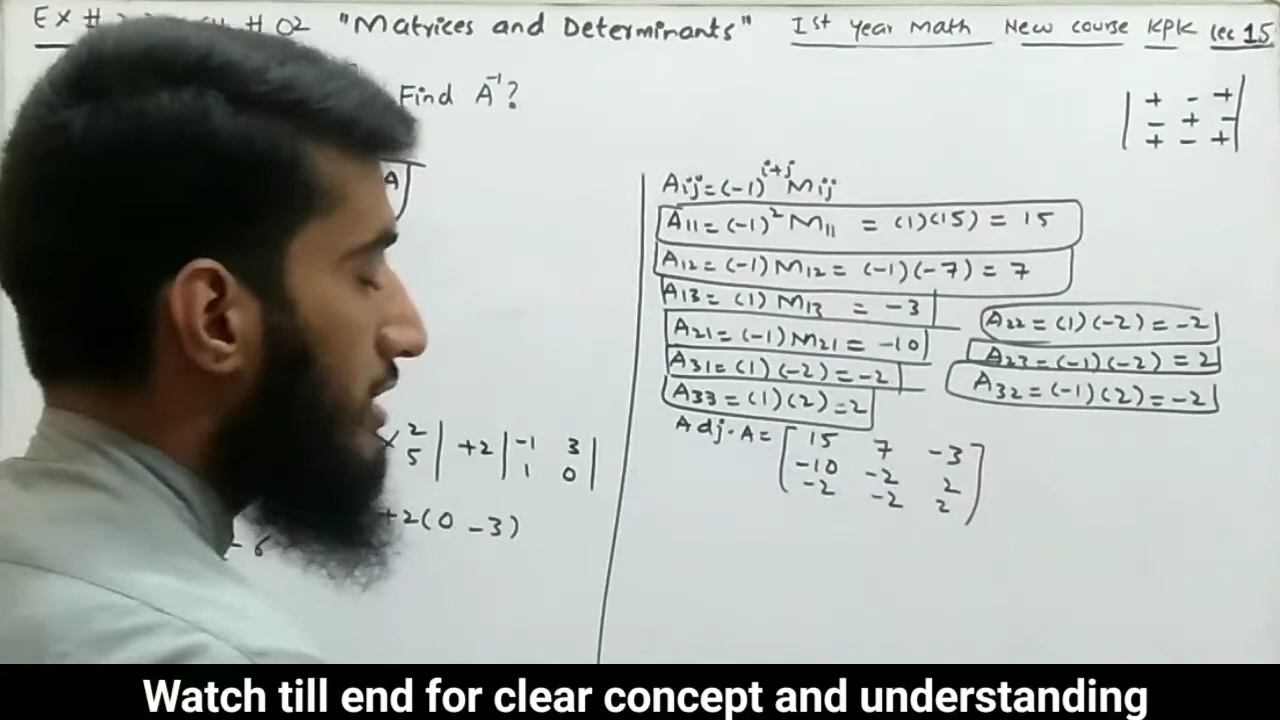 Ex # # 02 "Matrices and Determinants" 1st year Math New course KPK Lec 15
Find A⁻¹?
| + - + |
| - + - |
| + - + |
A
Aij = (-1)^i+j Mij
A11 = (-1)² M11 = (1)(15) = 15
A12 = (-1) M12 = (-1)(-7) = 7
A13 = (1) M13 = -3
A21 = (-1) M21 = -10
A31 = (1)(-2) = -2
A33 = (1)(2) = 2
A22 = (1)(-2) = -2
A23 = (-1)(-2) = 2
A32 = (-1)(2) = -2
Adj. A = [ 15 7 -3
-10 -2 2
-2 -2 2 ]
2 | +2 | -1 3 |
5 | | 1 0 |
+2(0 - 3)
- 6
Watch till end for clear concept and understanding